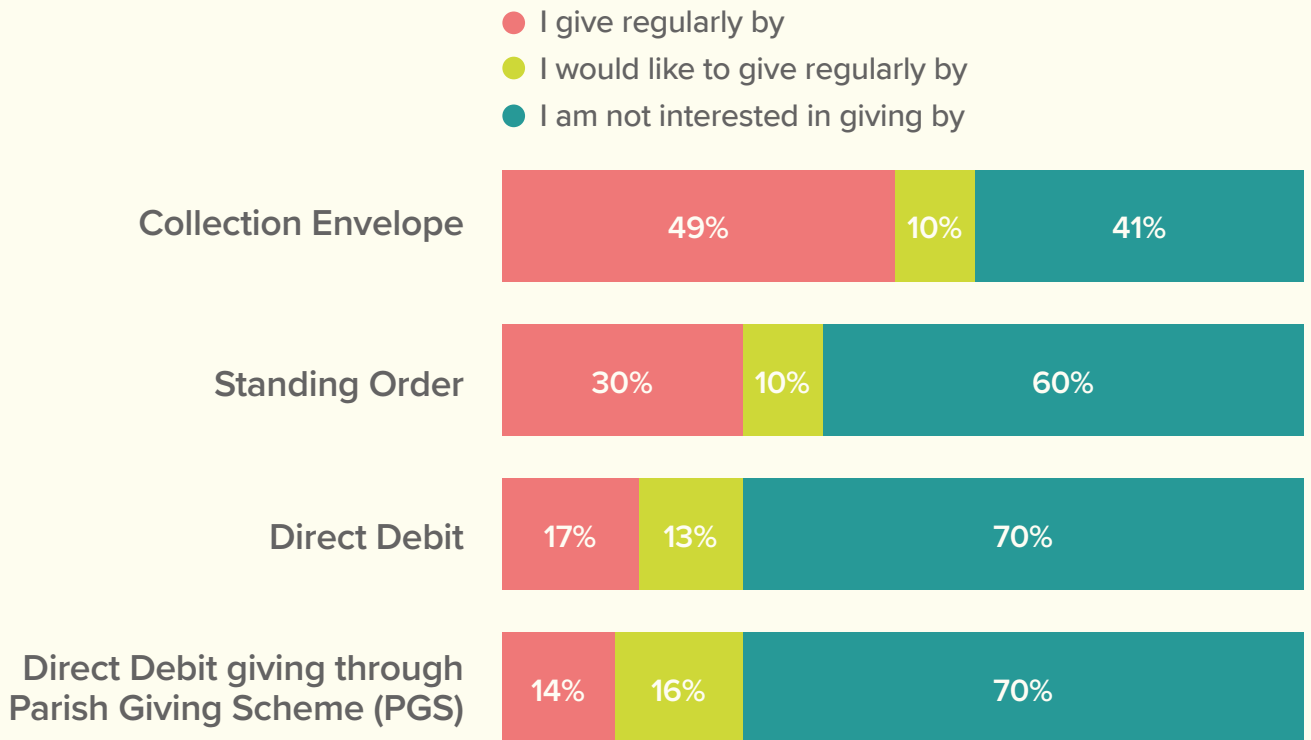 I give regularly by
I would like to give regularly by
I am not interested in giving by
Collection Envelope
49%
10%
41%
Standing Order
30%
10%
60%
Direct Debit
17%
13%
70%
Direct Debit giving through
Parish Giving Scheme (PGS)
14%
16%
70%